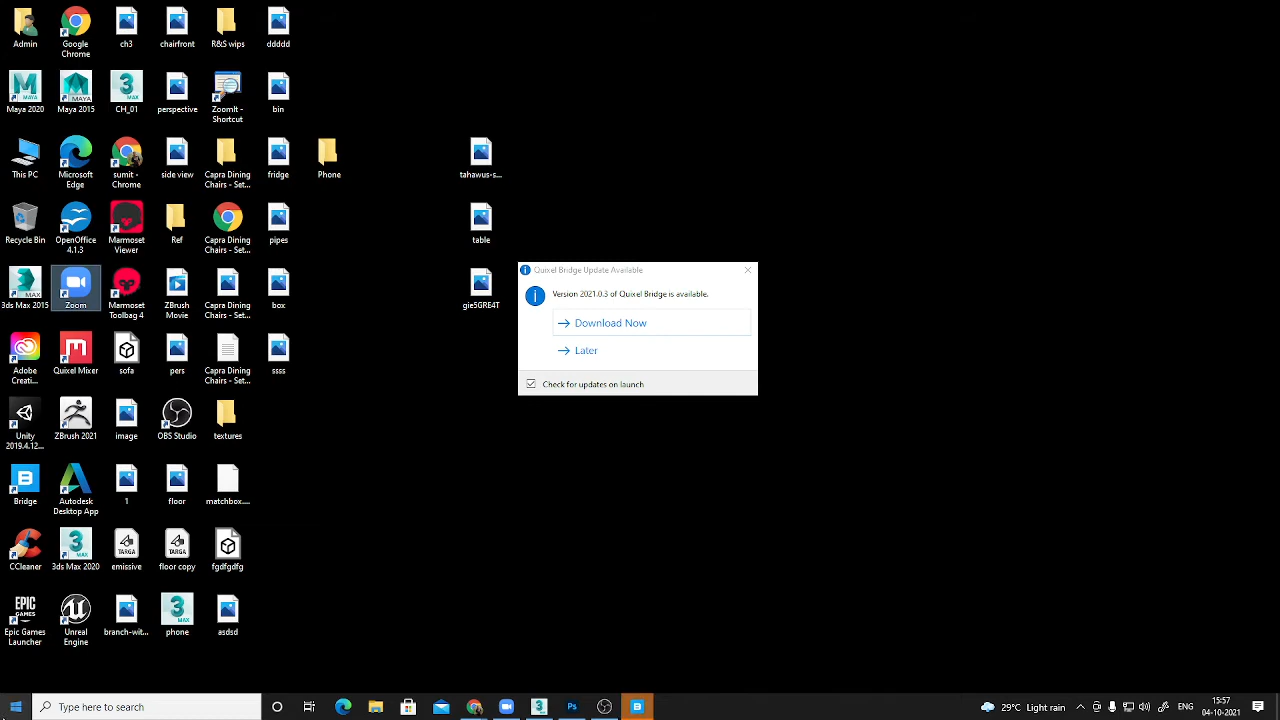 Admin
Google
Chrome
ch3
chairfront
R&S wips
ddddd
Maya 2020
Maya 2015
CH_01
perspective
ZoomIt -
Shortcut
bin
This PC
Microsoft
Edge
sumit -
Chrome
side view
Capra Dining
Chairs - Set...
fridge
Phone
tahawus-s...
Recycle Bin
OpenOffice
4.1.3
Marmoset
Viewer
Ref
Capra Dining
Chairs - Set...
pipes
table
3ds Max 2015
Zoom
Marmoset
Toolbag 4
ZBrush
Movie
Capra Dining
Chairs - Set...
box
gie5GRE4T
Quixel Bridge Update Available
Version 2021.0.3 of Quixel Bridge is available.
Download Now
Later
Check for updates on launch
Adobe
Creati...
Quixel Mixer
sofa
pers
Capra Dining
Chairs - Set...
ssss
Unity
2019.4.12...
ZBrush 2021
image
OBS Studio
textures
Bridge
Autodesk
Desktop App
1
floor
matchbox....
CCleaner
3ds Max 2020
emissive
floor copy
fgdfgdfg
Epic Games
Launcher
Unreal
Engine
branch-wit...
phone
asdsd
Type here to search
29°C Light rain
ENG
15:57
04-10-2021